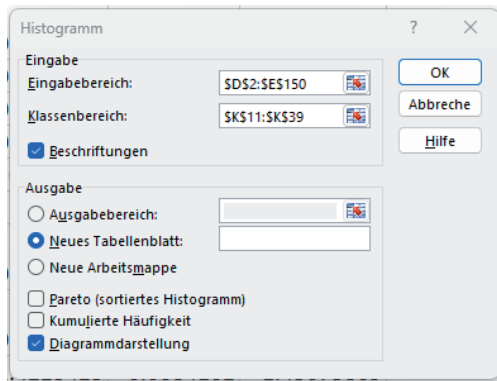 Histogramm
Eingabe
Eingabebereich: $D$2:$E$150
Klassenbereich: $K$11:$K$39
Beschriftungen
OK
Abbreche
Hilfe
Ausgabe
Ausgabebereich:
Neues Tabellenblatt:
Neue Arbeitsmappe
Pareto (sortiertes Histogramm)
Kumulierte Häufigkeit
Diagrammdarstellung